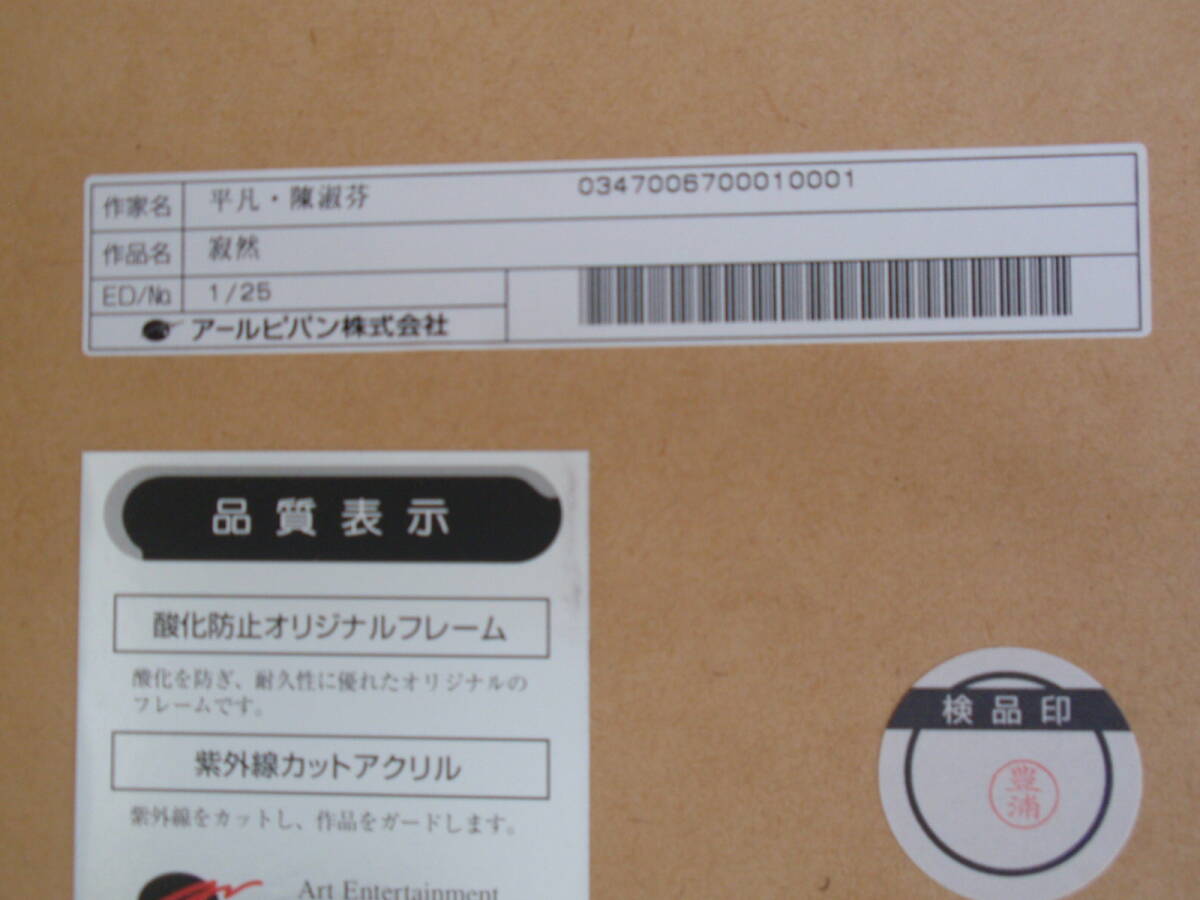 作家名 平凡・陳淑芬 0347006700010001
作品名 寂然
ED/No. 1/25
アールビバン株式会社
品質表示
酸化防止オリジナルフレーム
酸化を防ぎ、耐久性に優れたオリジナルの
フレームです。
紫外線カットアクリル
紫外線をカットし、作品をガードします。
Art Entertainment
検品印
豊浦